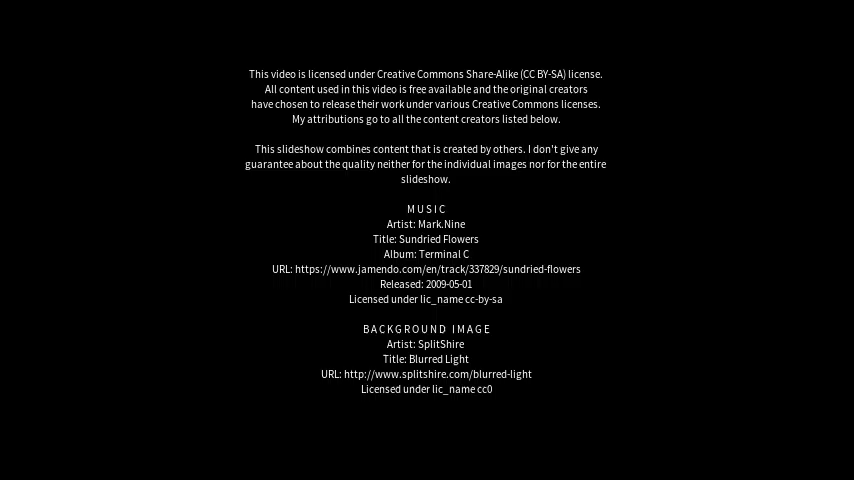 This video is licensed under Creative Commons Share-Alike (CC BY-SA) license.
All content used in this video is free available and the original creators
have chosen to release their work under various Creative Commons licenses.
My attributions go to all the content creators listed below.
This slideshow combines content that is created by others. I don't give any
guarantee about the quality neither for the individual images nor for the entire
slideshow.
M U S I C
Artist: Mark.Nine
Title: Sundried Flowers
Album: Terminal C
URL: https://www.jamendo.com/en/track/337829/sundried-flowers
Released: 2009-05-01
Licensed under lic_name cc-by-sa
B A C K G R O U N D   I M A G E
Artist: SplitShire
Title: Blurred Light
URL: http://www.splitshire.com/blurred-light
Licensed under lic_name cc0